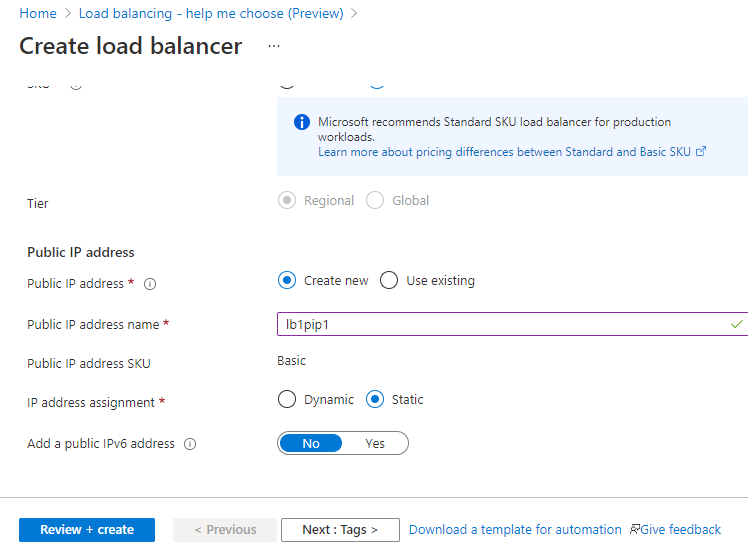 Home > Load balancing - help me choose (Preview) >
Create load balancer ...
SKU
Microsoft recommends Standard SKU load balancer for production
workloads.
Learn more about pricing differences between Standard and Basic SKU
Tier Regional Global
Public IP address
Public IP address * Create new Use existing
Public IP address name * lb1pip1
Public IP address SKU Basic
IP address assignment * Dynamic Static
Add a public IPv6 address No Yes
Review + create < Previous Next : Tags > Download a template for automation Give feedback